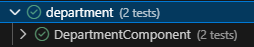 department (2 tests)
DepartmentComponent (2 tests)